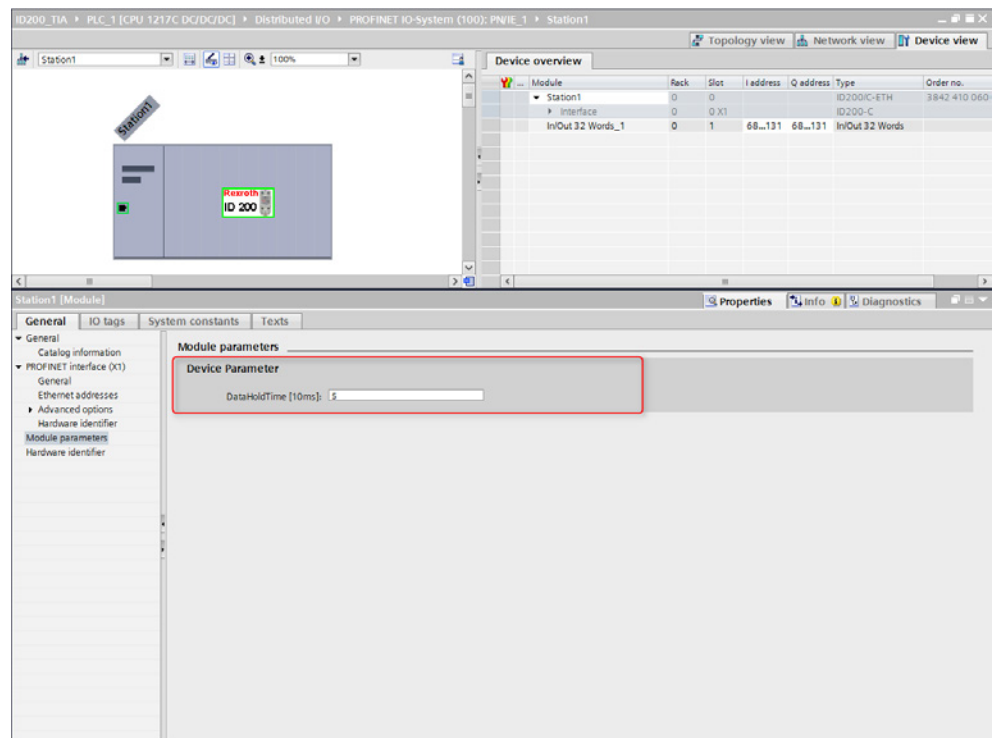 ID200_TIA ▸ PLC_1 [CPU 1217C DC/DC/DC] ▸ Distributed I/O ▸ PROFINET IO-System (100): PN/IE_1 ▸ Station1
Topology view Network view Device view
Station1 100% Device overview
... Module Rack Slot I address Q address Type Order no.
Station1 0 0 ID200/C-ETH 3842 410 060
Interface 0 0 X1 ID200-C
In/Out 32 Words_1 0 1 68...131 68...131 In/Out 32 Words
Station1
Rexroth
ID 200
Station1 [Module] Properties Info Diagnostics
General IO tags System constants Texts
General
Catalog information
PROFINET interface (X1)
General
Ethernet addresses
Advanced options
Hardware identifier
Module parameters
Hardware identifier
Module parameters
Device Parameter
DataHoldTime [10ms]: 5